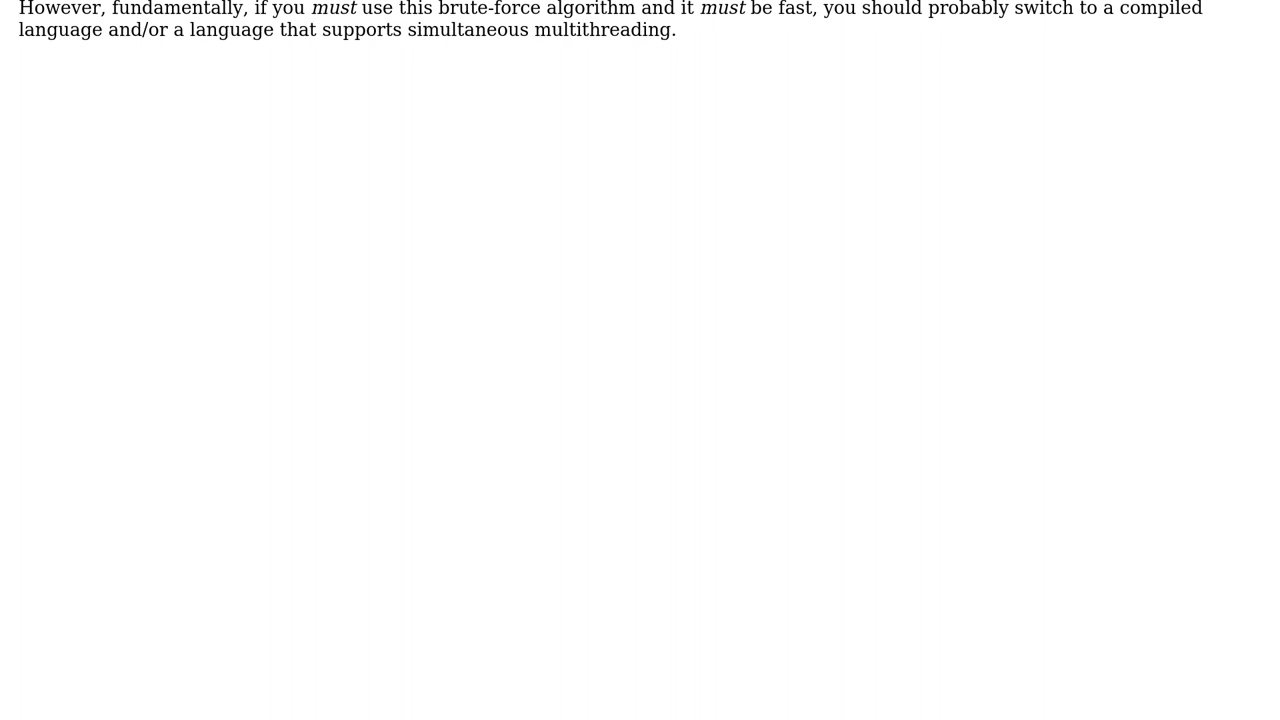 However, fundamentally, if you must use this brute-force algorithm and it must be fast, you should probably switch to a compiled
language and/or a language that supports simultaneous multithreading.